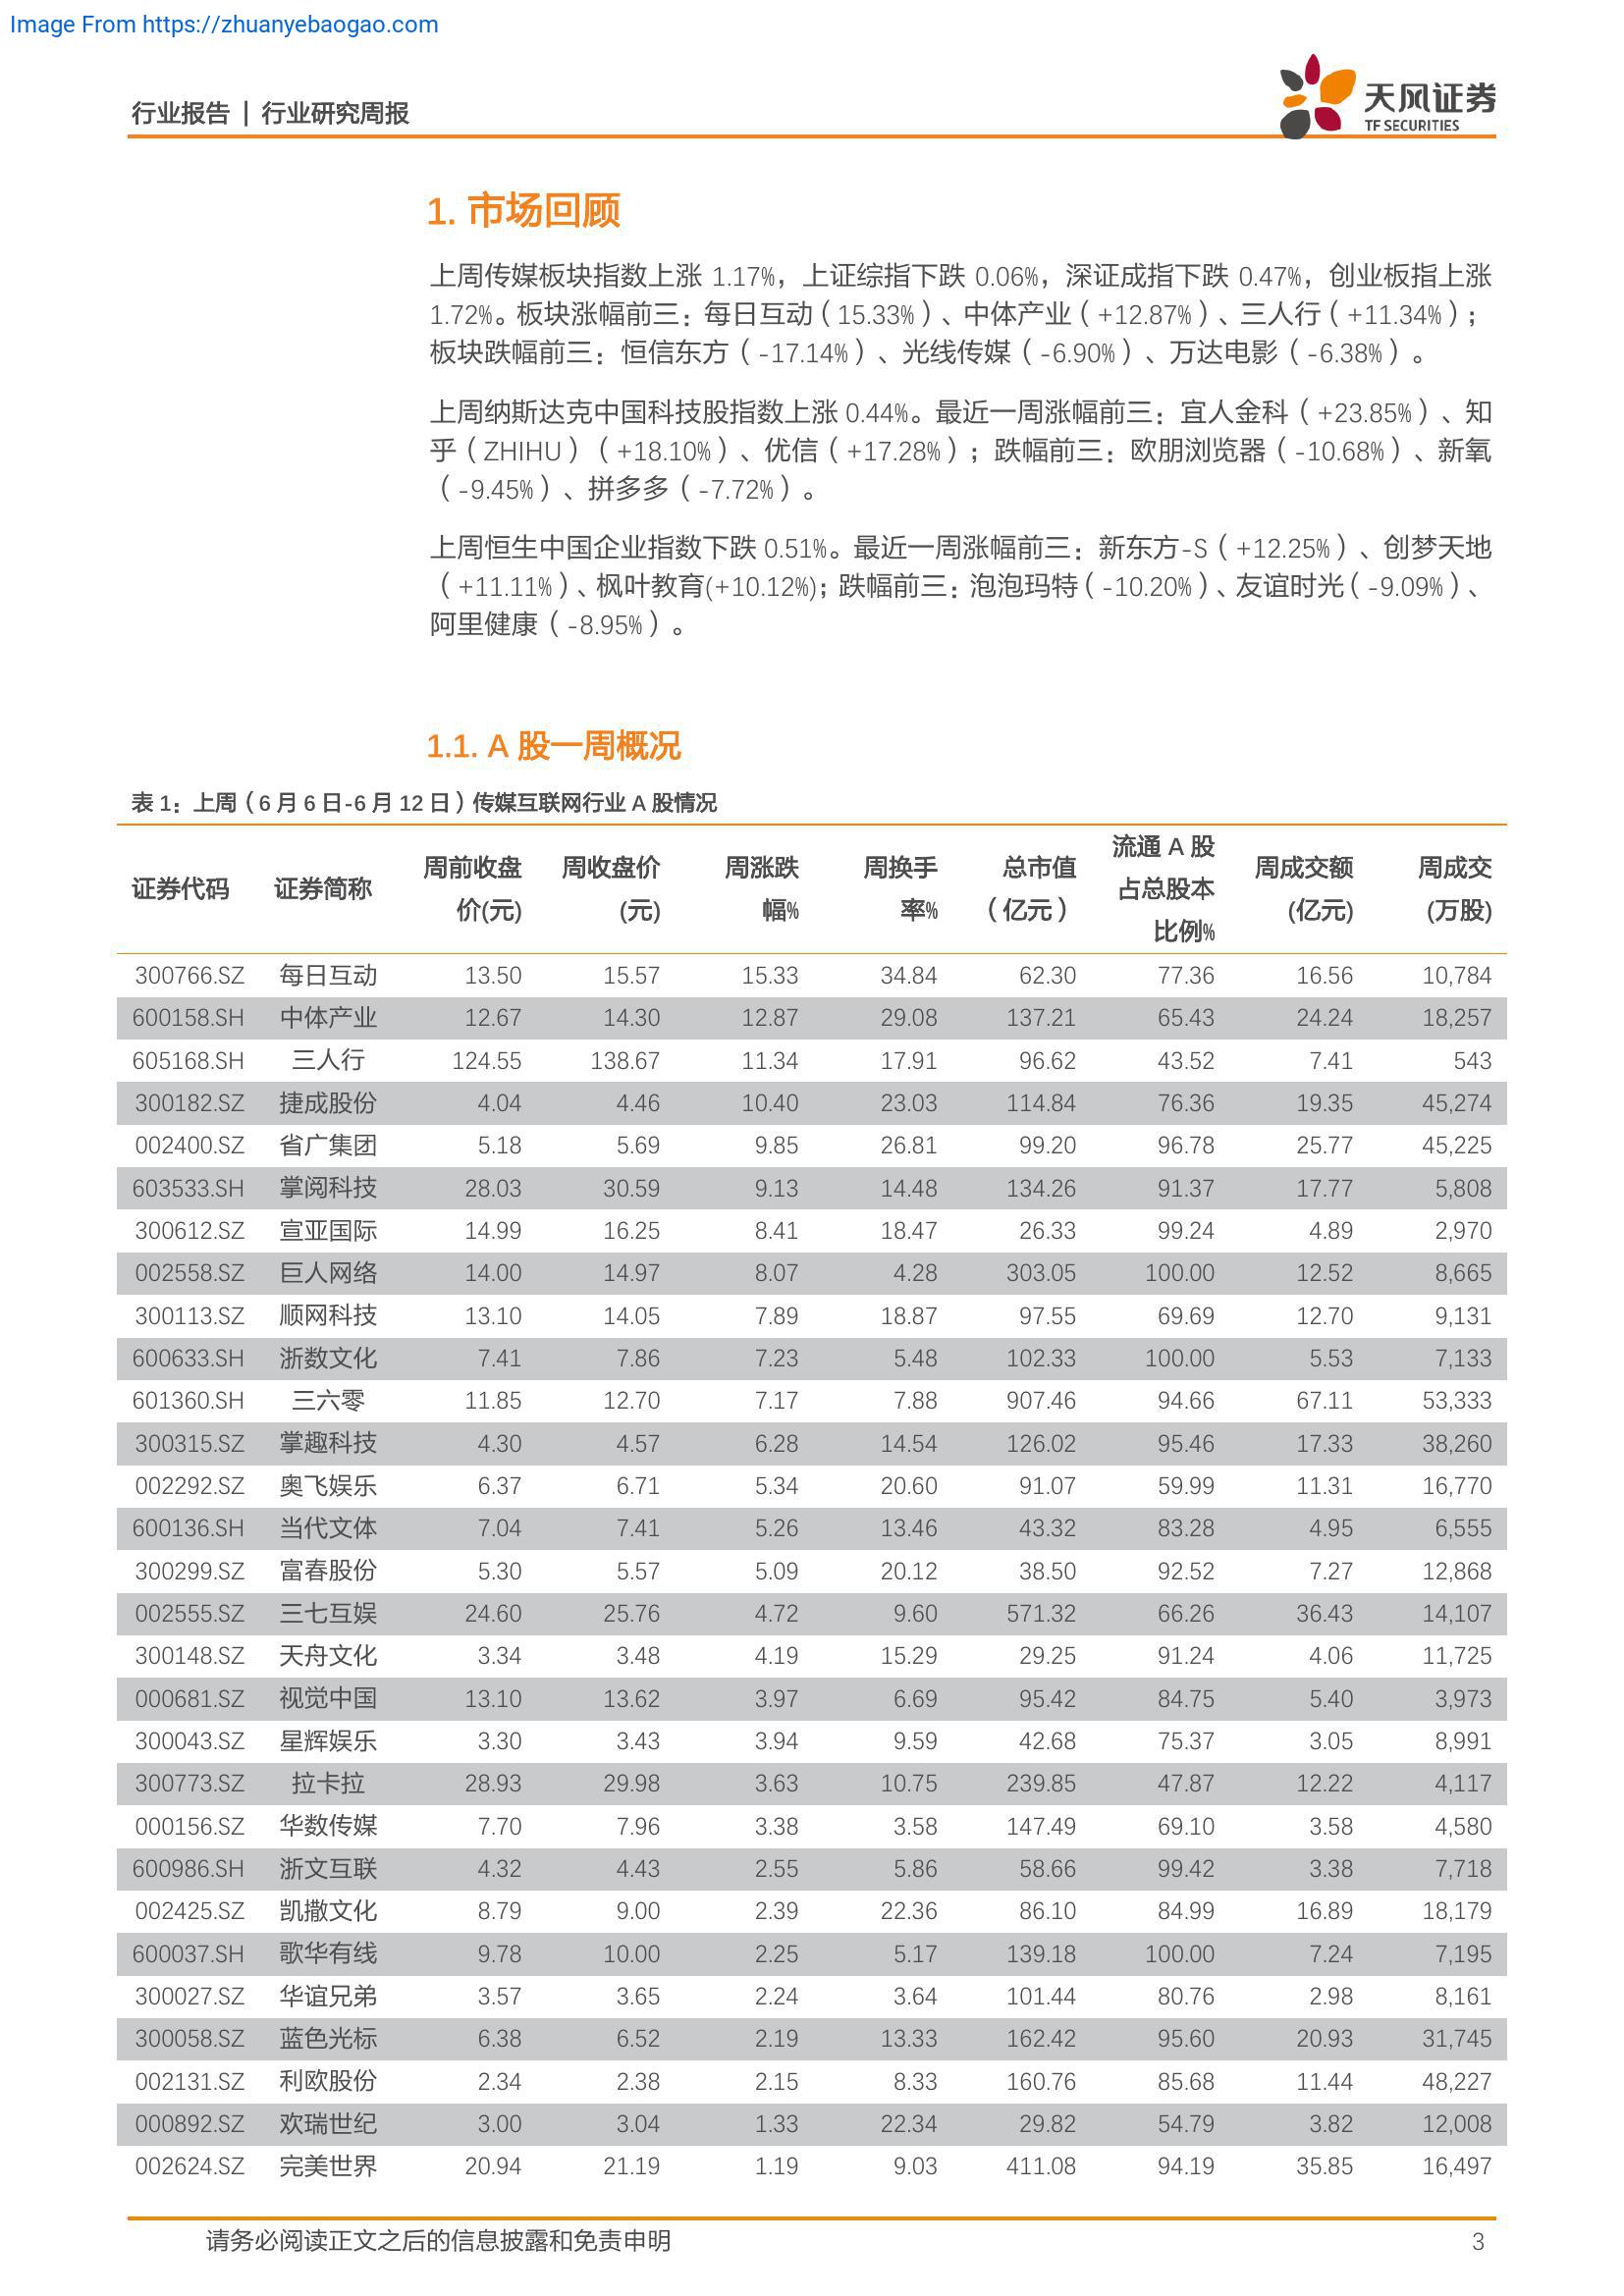 Image From https://zhuanyebaogao.com
行业报告 | 行业研究周报
天风证券
TF SECURITIES
1. 市场回顾
上周传媒板块指数上涨 1.17%，上证综指下跌 0.06%，深证成指下跌 0.47%，创业板指上涨
1.72%。板块涨幅前三：每日互动（15.33%）、中体产业（+12.87%）、三人行（+11.34%）；
板块跌幅前三：恒信东方（-17.14%）、光线传媒（-6.90%）、万达电影（-6.38%）。
上周纳斯达克中国科技股指数上涨 0.44%。最近一周涨幅前三：宜人金科（+23.85%）、知
乎（ZHIHU）（+18.10%）、优信（+17.28%）；跌幅前三：欧朋浏览器（-10.68%）、新氧
（-9.45%）、拼多多（-7.72%）。
上周恒生中国企业指数下跌 0.51%。最近一周涨幅前三：新东方-S（+12.25%）、创梦天地
（+11.11%）、枫叶教育(+10.12%)；跌幅前三：泡泡玛特（-10.20%）、友谊时光（-9.09%）、
阿里健康（-8.95%）。
1.1. A 股一周概况
表 1：上周（6 月 6 日-6 月 12 日）传媒互联网行业 A 股情况
证券代码 证券简称 周前收盘价(元) 周收盘价(元) 周涨跌幅% 周换手率% 总市值（亿元） 流通 A 股占总股本比例% 周成交额(亿元) 周成交(万股)
300766.SZ 每日互动 13.50 15.57 15.33 34.84 62.30 77.36 16.56 10,784
600158.SH 中体产业 12.67 14.30 12.87 29.08 137.21 65.43 24.24 18,257
605168.SH 三人行 124.55 138.67 11.34 17.91 96.62 43.52 7.41 543
300182.SZ 捷成股份 4.04 4.46 10.40 23.03 114.84 76.36 19.35 45,274
002400.SZ 省广集团 5.18 5.69 9.85 26.81 99.20 96.78 25.77 45,225
603533.SH 掌阅科技 28.03 30.59 9.13 14.48 134.26 91.37 17.77 5,808
300612.SZ 宣亚国际 14.99 16.25 8.41 18.47 26.33 99.24 4.89 2,970
002558.SZ 巨人网络 14.00 14.97 8.07 4.28 303.05 100.00 12.52 8,665
300113.SZ 顺网科技 13.10 14.05 7.89 18.87 97.55 69.69 12.70 9,131
600633.SH 浙数文化 7.41 7.86 7.23 5.48 102.33 100.00 5.53 7,133
601360.SH 三六零 11.85 12.70 7.17 7.88 907.46 94.66 67.11 53,333
300315.SZ 掌趣科技 4.30 4.57 6.28 14.54 126.02 95.46 17.33 38,260
002292.SZ 奥飞娱乐 6.37 6.71 5.34 20.60 91.07 59.99 11.31 16,770
600136.SH 当代文体 7.04 7.41 5.26 13.46 43.32 83.28 4.95 6,555
300299.SZ 富春股份 5.30 5.57 5.09 20.12 38.50 92.52 7.27 12,868
002555.SZ 三七互娱 24.60 25.76 4.72 9.60 571.32 66.26 36.43 14,107
300148.SZ 天舟文化 3.34 3.48 4.19 15.29 29.25 91.24 4.06 11,725
000681.SZ 视觉中国 13.10 13.62 3.97 6.69 95.42 84.75 5.40 3,973
300043.SZ 星辉娱乐 3.30 3.43 3.94 9.59 42.68 75.37 3.05 8,991
300773.SZ 拉卡拉 28.93 29.98 3.63 10.75 239.85 47.87 12.22 4,117
000156.SZ 华数传媒 7.70 7.96 3.38 3.58 147.49 69.10 3.58 4,580
600986.SH 浙文互联 4.32 4.43 2.55 5.86 58.66 99.42 3.38 7,718
002425.SZ 凯撒文化 8.79 9.00 2.39 22.36 86.10 84.99 16.89 18,179
600037.SH 歌华有线 9.78 10.00 2.25 5.17 139.18 100.00 7.24 7,195
300027.SZ 华谊兄弟 3.57 3.65 2.24 3.64 101.44 80.76 2.98 8,161
300058.SZ 蓝色光标 6.38 6.52 2.19 13.33 162.42 95.60 20.93 31,745
002131.SZ 利欧股份 2.34 2.38 2.15 8.33 160.76 85.68 11.44 48,227
000892.SZ 欢瑞世纪 3.00 3.04 1.33 22.34 29.82 54.79 3.82 12,008
002624.SZ 完美世界 20.94 21.19 1.19 9.03 411.08 94.19 35.85 16,497
请务必阅读正文之后的信息披露和免责申明 3